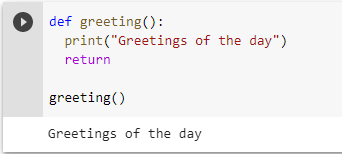 def greeting():
  print("Greetings of the day")
  return
greeting()
Greetings of the day